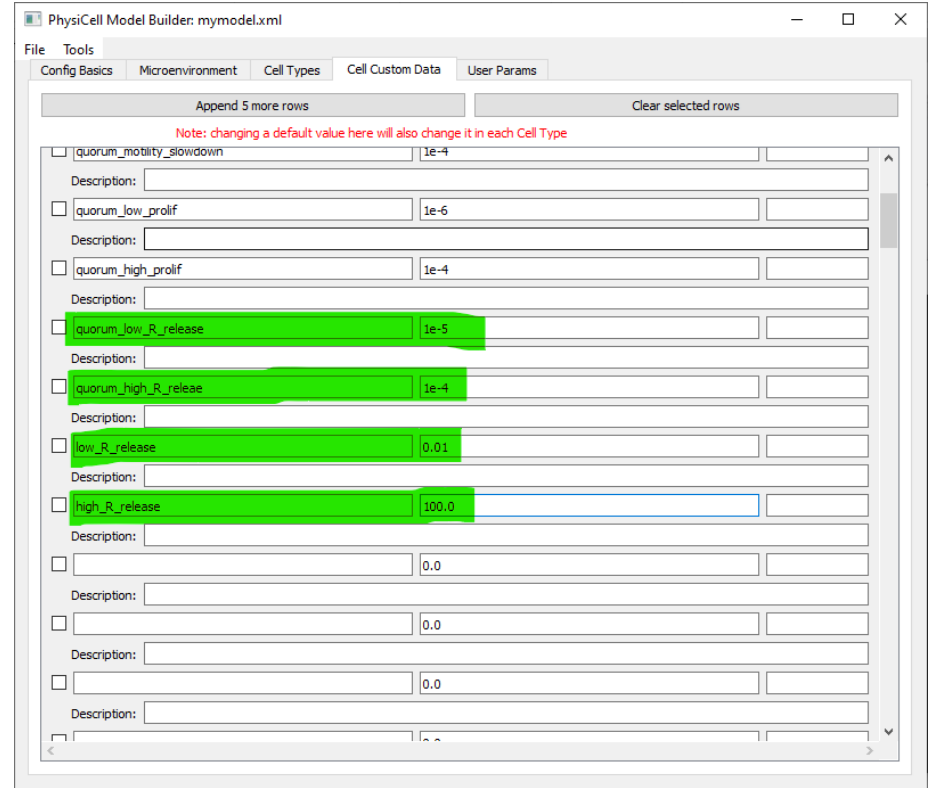 PhysiCell Model Builder: mymodel.xml
File Tools
Config Basics Microenvironment Cell Types Cell Custom Data User Params
Append 5 more rows Clear selected rows
Note: changing a default value here will also change it in each Cell Type
quorum_motility_slowdown 1e-4
Description:
quorum_low_prolif 1e-6
Description:
quorum_high_prolif 1e-4
Description:
quorum_low_R_release 1e-5
Description:
quorum_high_R_releae 1e-4
Description:
low_R_release 0.01
Description:
high_R_release 100.0
Description:
0.0
Description:
0.0
Description:
0.0
Description:
0.0